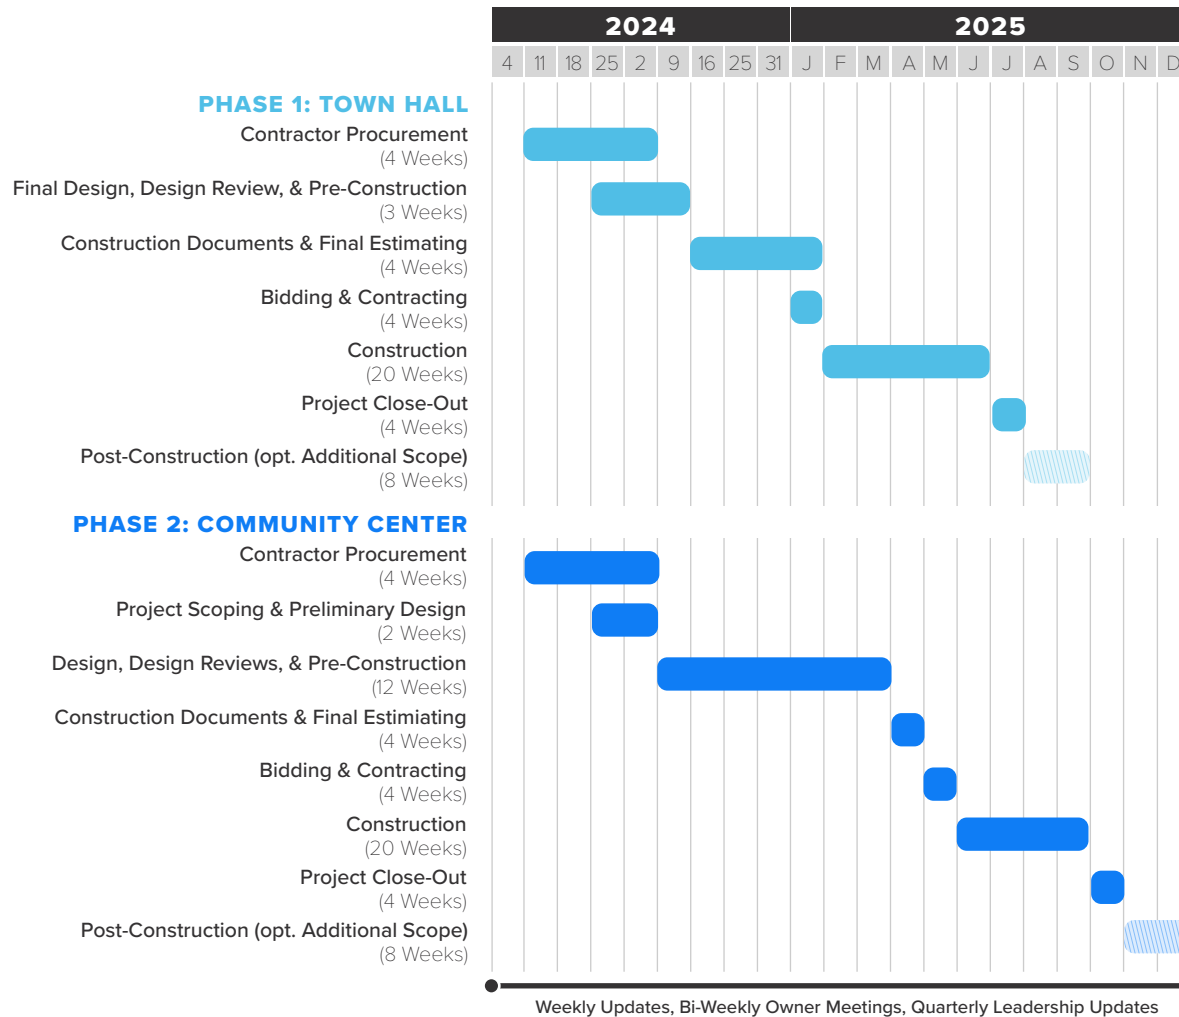 2024 2025
4 11 18 25 2 9 16 25 31 J F M A M J J A S O N D
PHASE 1: TOWN HALL
Contractor Procurement
(4 Weeks)
Final Design, Design Review, & Pre-Construction
(3 Weeks)
Construction Documents & Final Estimating
(4 Weeks)
Bidding & Contracting
(4 Weeks)
Construction
(20 Weeks)
Project Close-Out
(4 Weeks)
Post-Construction (opt. Additional Scope)
(8 Weeks)
PHASE 2: COMMUNITY CENTER
Contractor Procurement
(4 Weeks)
Project Scoping & Preliminary Design
(2 Weeks)
Design, Design Reviews, & Pre-Construction
(12 Weeks)
Construction Documents & Final Estimiating
(4 Weeks)
Bidding & Contracting
(4 Weeks)
Construction
(20 Weeks)
Project Close-Out
(4 Weeks)
Post-Construction (opt. Additional Scope)
(8 Weeks)
Weekly Updates, Bi-Weekly Owner Meetings, Quarterly Leadership Updates